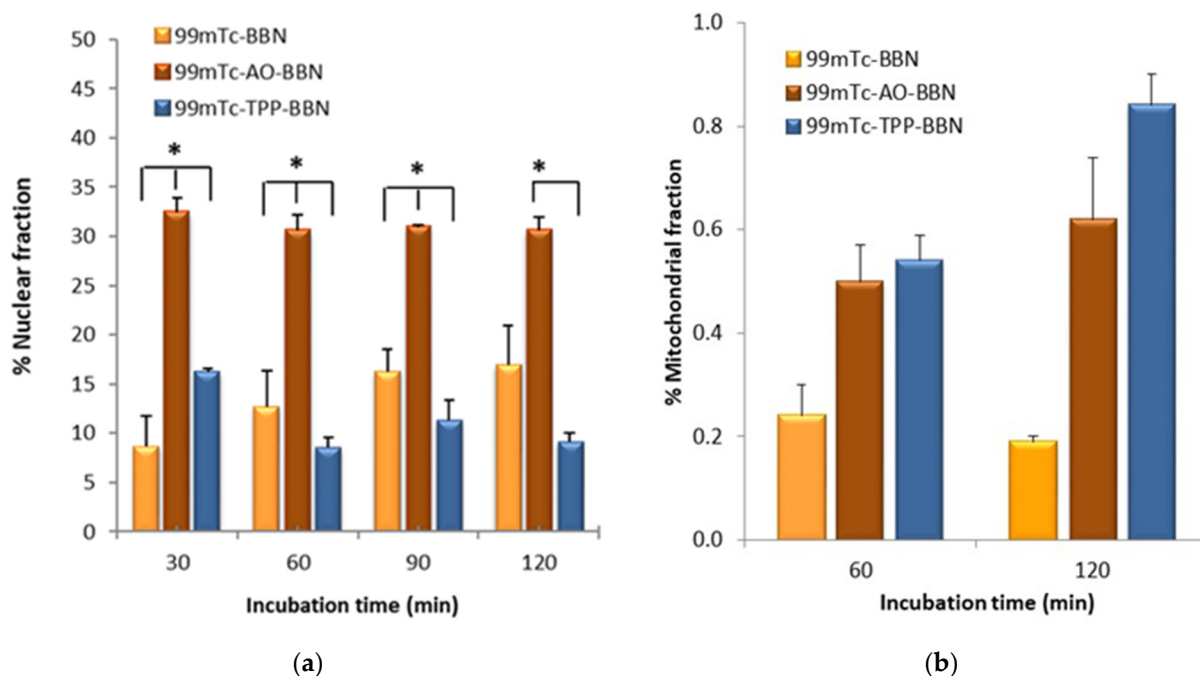 % Nuclear fraction
50
45
40
35
30
25
20
15
10
5
0
99mTc-BBN
99mTc-AO-BBN
99mTc-TPP-BBN
*
*
*
*
30 60 90 120
Incubation time (min)
(a)
% Mitochondrial fraction
1.0
0.8
0.6
0.4
0.2
0.0
99mTc-BBN
99mTc-AO-BBN
99mTc-TPP-BBN
60 120
Incubation time (min)
(b)